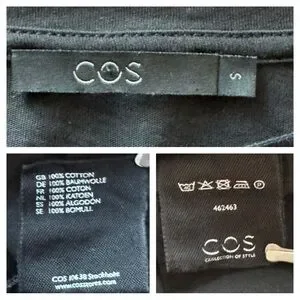 COS
S
GB 100% COTTON
DE 100% BAUMWOLLE
FR 100% COTON
NL 100% KATOEN
ES 100% ALGODÓN
SE 100% BOMULL
COS 106 38 Stockholm
www.cosstores.com
462463
COS
COLLECTION OF STYLE